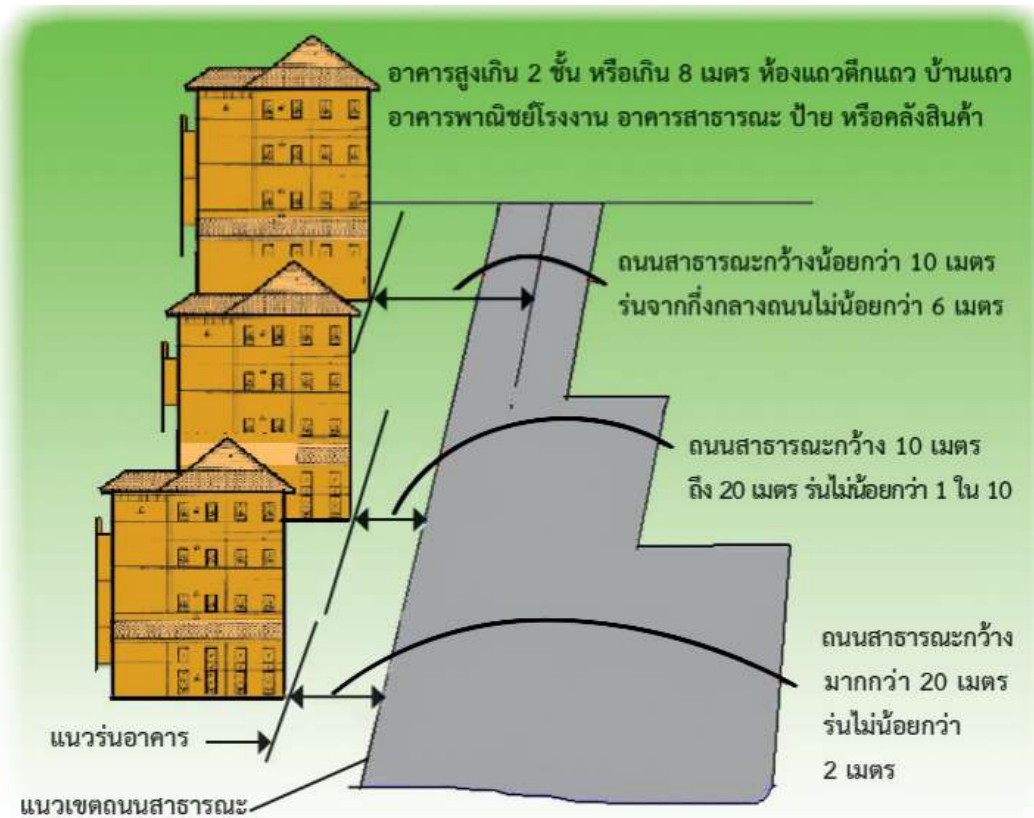 อาคารสูงเกิน 2 ชั้น หรือเกิน 8 เมตร ห้องแถวตึกแถว บ้านแถว
อาคารพาณิชย์โรงงาน อาคารสาธารณะ ป้าย หรือคลังสินค้า
ถนนสาธารณะกว้างน้อยกว่า 10 เมตร
ร่นจากกึ่งกลางถนนไม่น้อยกว่า 6 เมตร
ถนนสาธารณะกว้าง 10 เมตร
ถึง 20 เมตร ร่นไม่น้อยกว่า 1 ใน 10
ถนนสาธารณะกว้าง
มากกว่า 20 เมตร
ร่นไม่น้อยกว่า
2 เมตร
แนวร่นอาคาร
แนวเขตถนนสาธารณะ